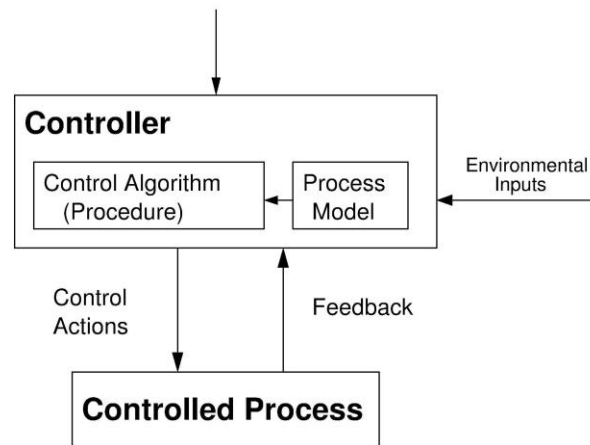 Controller
Control Algorithm
(Procedure)
Process
Model
Environmental
Inputs
Control
Actions
Feedback
Controlled Process